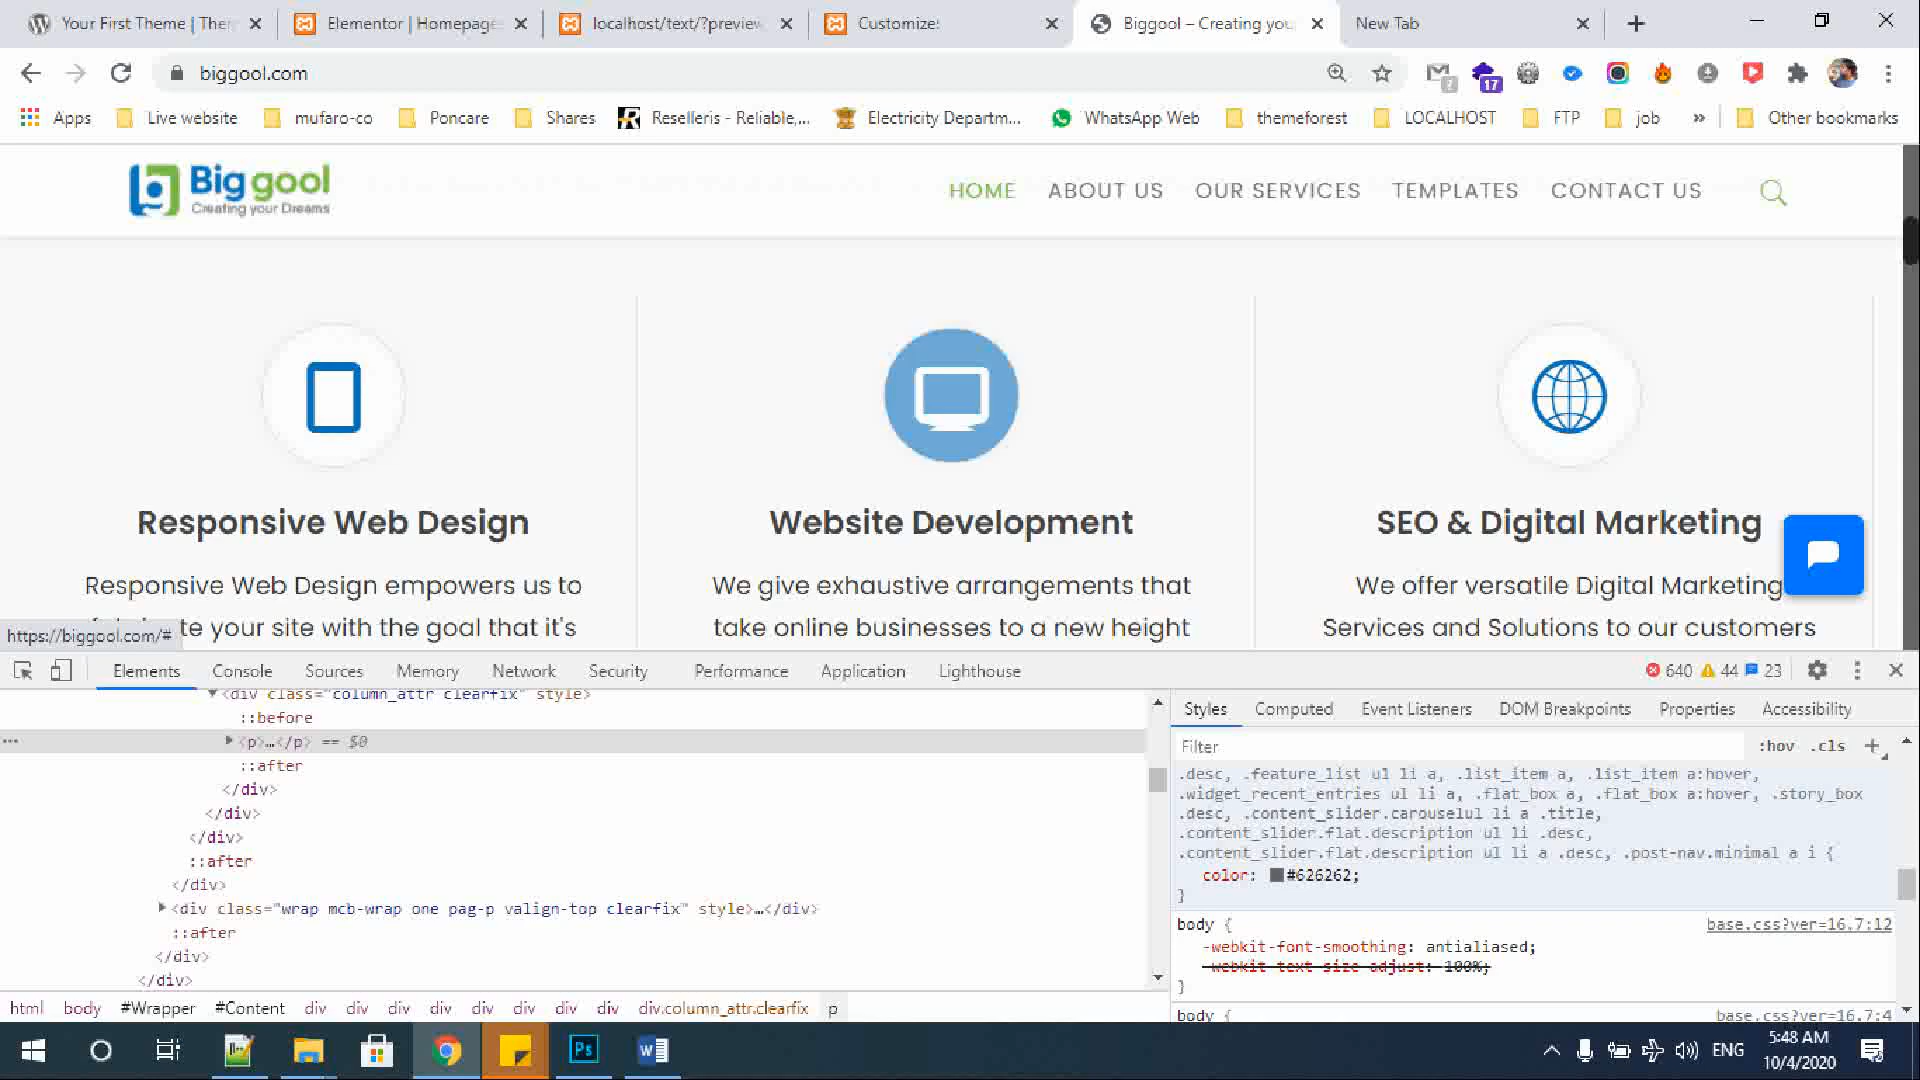 Your First Theme | Then
Elementor | Homepage
localhost/text/?preview
Customize:
Biggool – Creating you
New Tab
biggool.com
17
Apps
Live website
mufaro-co
Poncare
Shares
Reselleris - Reliable,...
Electricity Departm...
WhatsApp Web
themeforest
LOCALHOST
FTP
job
»
Other bookmarks
Big gool
Creating your Dreams
HOME ABOUT US OUR SERVICES TEMPLATES CONTACT US
Responsive Web Design
Website Development
SEO & Digital Marketing
Responsive Web Design empowers us to
We give exhaustive arrangements that
We offer versatile Digital Marketing
te your site with the goal that it's
take online businesses to a new height
Services and Solutions to our customers
https://biggool.com/#
Elements Console Sources Memory Network Security Performance Application Lighthouse
640 44 23
▼<div class="column_attr clearfix" style>
::before
▶<p>…</p> == $0
::after
</div>
</div>
</div>
::after
</div>
▶<div class="wrap mcb-wrap one pag-p valign-top clearfix" style>…</div>
::after
</div>
</div>
html body #Wrapper #Content div div div div div div div div div.column_attr.clearfix p
Styles Computed Event Listeners DOM Breakpoints Properties Accessibility
Filter
:hov .cls +
.desc, .feature_list ul li a, .list_item a, .list_item a:hover,
.widget_recent_entries ul li a, .flat_box a, .flat_box a:hover, .story_box
.desc, .content_slider.carouselul li a .title,
.content_slider.flat.description ul li .desc,
.content_slider.flat.description ul li a .desc, .post-nav.minimal a i {
color: #626262;
}
body {
base.css?ver=16.7:12
-webkit-font-smoothing: antialiased;
-webkit-text-size-adjust: 100%;
}
body {
base.css?ver=16.7:4
Ps
ENG
5:48 AM
10/4/2020